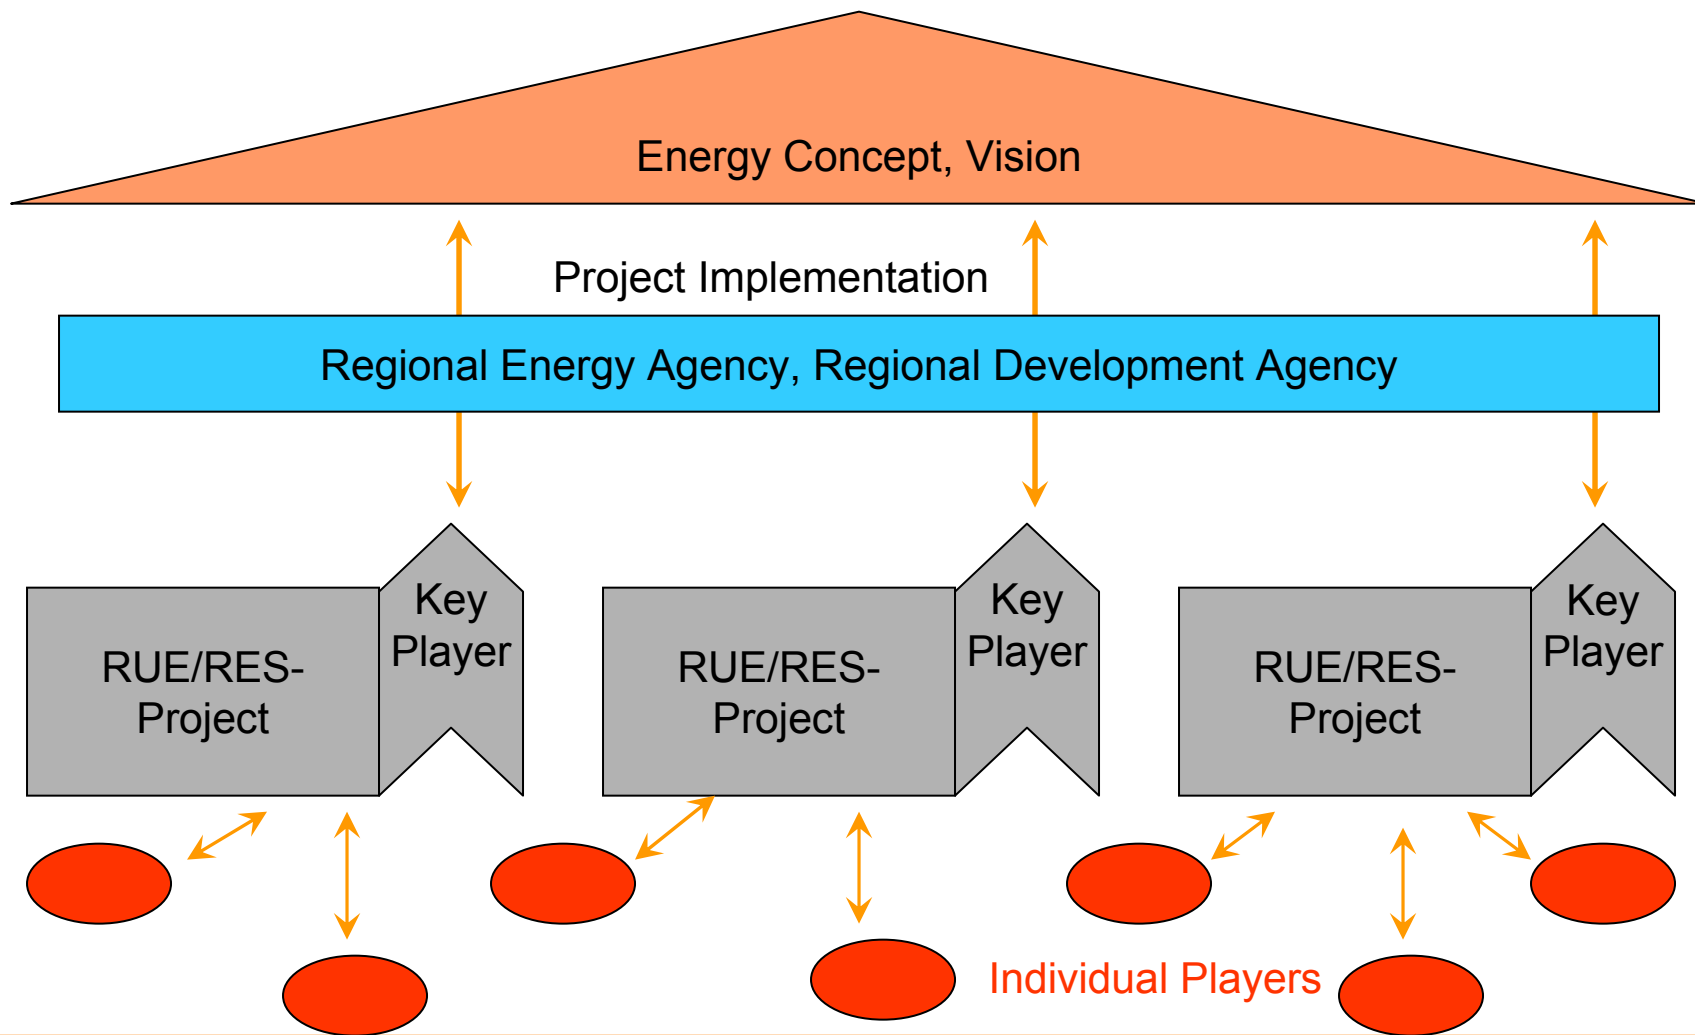 Energy Concept, Vision
Project Implementation
Regional Energy Agency, Regional Development Agency
RUE/RES-
Project
Key
Player
RUE/RES-
Project
Key
Player
RUE/RES-
Project
Key
Player
Individual Players